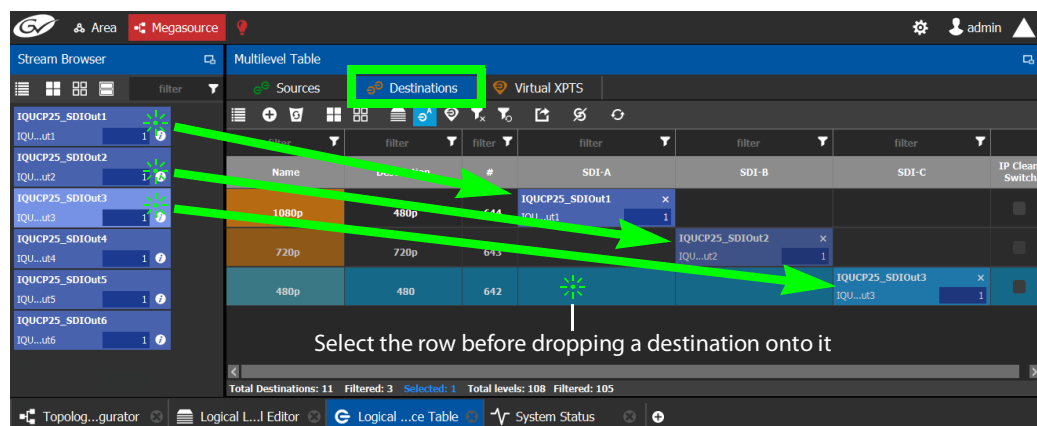 GV Area Megasource admin
Stream Browser
filter
IQUCP25_SDIOut1
IQU...ut1 1
IQUCP25_SDIOut2
IQU...ut2 1
IQUCP25_SDIOut3
IQU...ut3 1
IQUCP25_SDIOut4
IQU...ut4 1
IQUCP25_SDIOut5
IQU...ut5 1
IQUCP25_SDIOut6
IQU...ut6 1
Multilevel Table
Sources Destinations Virtual XPTS
filter filter filter filter filter filter
Name Destination # SDI-A SDI-B SDI-C IP Clean
Switch
IQUCP25_SDIOut1 ×
1080p 480p 644 IQU...ut1 1
IQUCP25_SDIOut2 ×
720p 720p 643 IQU...ut2 1
IQUCP25_SDIOut3 ×
480p 480 642 IQU...ut3 1
Select the row before dropping a destination onto it
Total Destinations: 11 Filtered: 3 Selected: 1 Total levels: 108 Filtered: 105
Topolog...gurator Logical L...l Editor Logical ...ce Table System Status